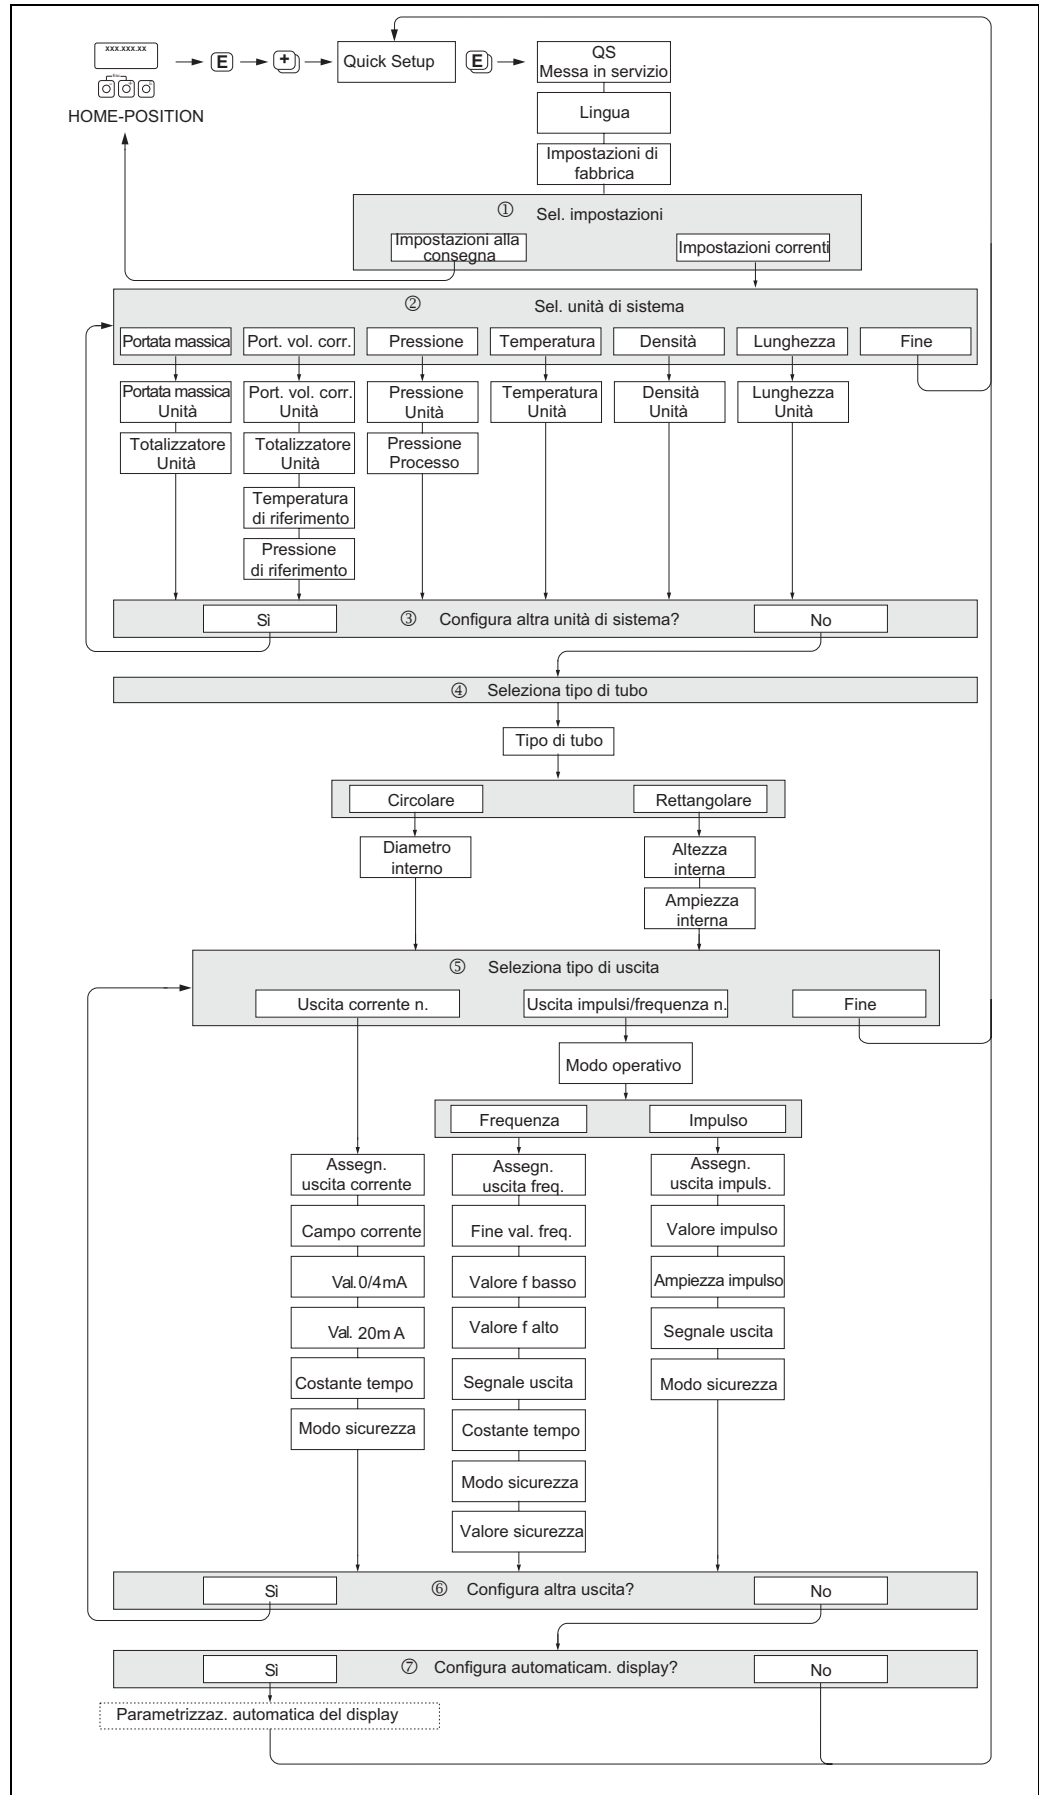 xxx.xxx.xx
Esc
E
+
Quick Setup
E
QS
Messa in servizio
HOME-POSITION
Lingua
Impostazioni di
fabbrica
① Sel. impostazioni
Impostazioni alla
consegna
Impostazioni correnti
② Sel. unità di sistema
Portata massica
Port. vol. corr.
Pressione
Temperatura
Densità
Lunghezza
Fine
Portata massica
Unità
Port. vol. corr.
Unità
Pressione
Unità
Temperatura
Unità
Densità
Unità
Lunghezza
Unità
Totalizzatore
Unità
Totalizzatore
Unità
Pressione
Processo
Temperatura
di riferimento
Pressione
di riferimento
Sì
③ Configura altra unità di sistema?
No
④ Seleziona tipo di tubo
Tipo di tubo
Circolare
Rettangolare
Diametro
interno
Altezza
interna
Ampiezza
interna
⑤ Seleziona tipo di uscita
Uscita corrente n.
Uscita impulsi/frequenza n.
Fine
Modo operativo
Frequenza
Impulso
Assegn.
uscita corrente
Assegn.
uscita freq.
Assegn.
uscita impuls.
Campo corrente
Fine val. freq.
Valore impulso
Val. 0/4mA
Valore f basso
Ampiezza impulso
Val. 20m A
Valore f alto
Segnale uscita
Costante tempo
Segnale uscita
Modo sicurezza
Modo sicurezza
Costante tempo
Modo sicurezza
Valore sicurezza
Sì
⑥ Configura altra uscita?
No
Sì
⑦ Configura automaticam. display?
No
Parametrizzaz. automatica del display